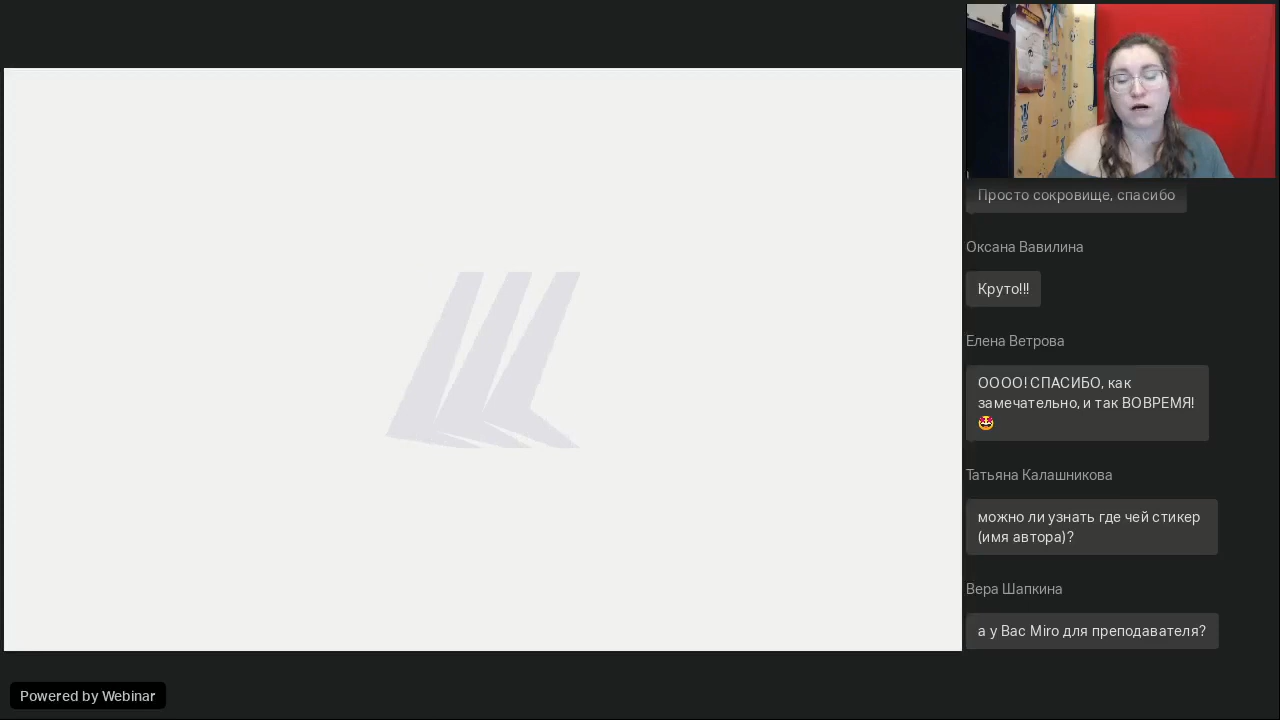 Просто сокровище, спасибо
Оксана Вавилина
Круто!!!
Елена Ветрова
ОООО! СПАСИБО, как
замечательно, и так ВОВРЕМЯ!
🤩
Татьяна Калашникова
можно ли узнать где чей стикер
(имя автора)?
Вера Шапкина
а у Вас Miro для преподавателя?
Powered by Webinar